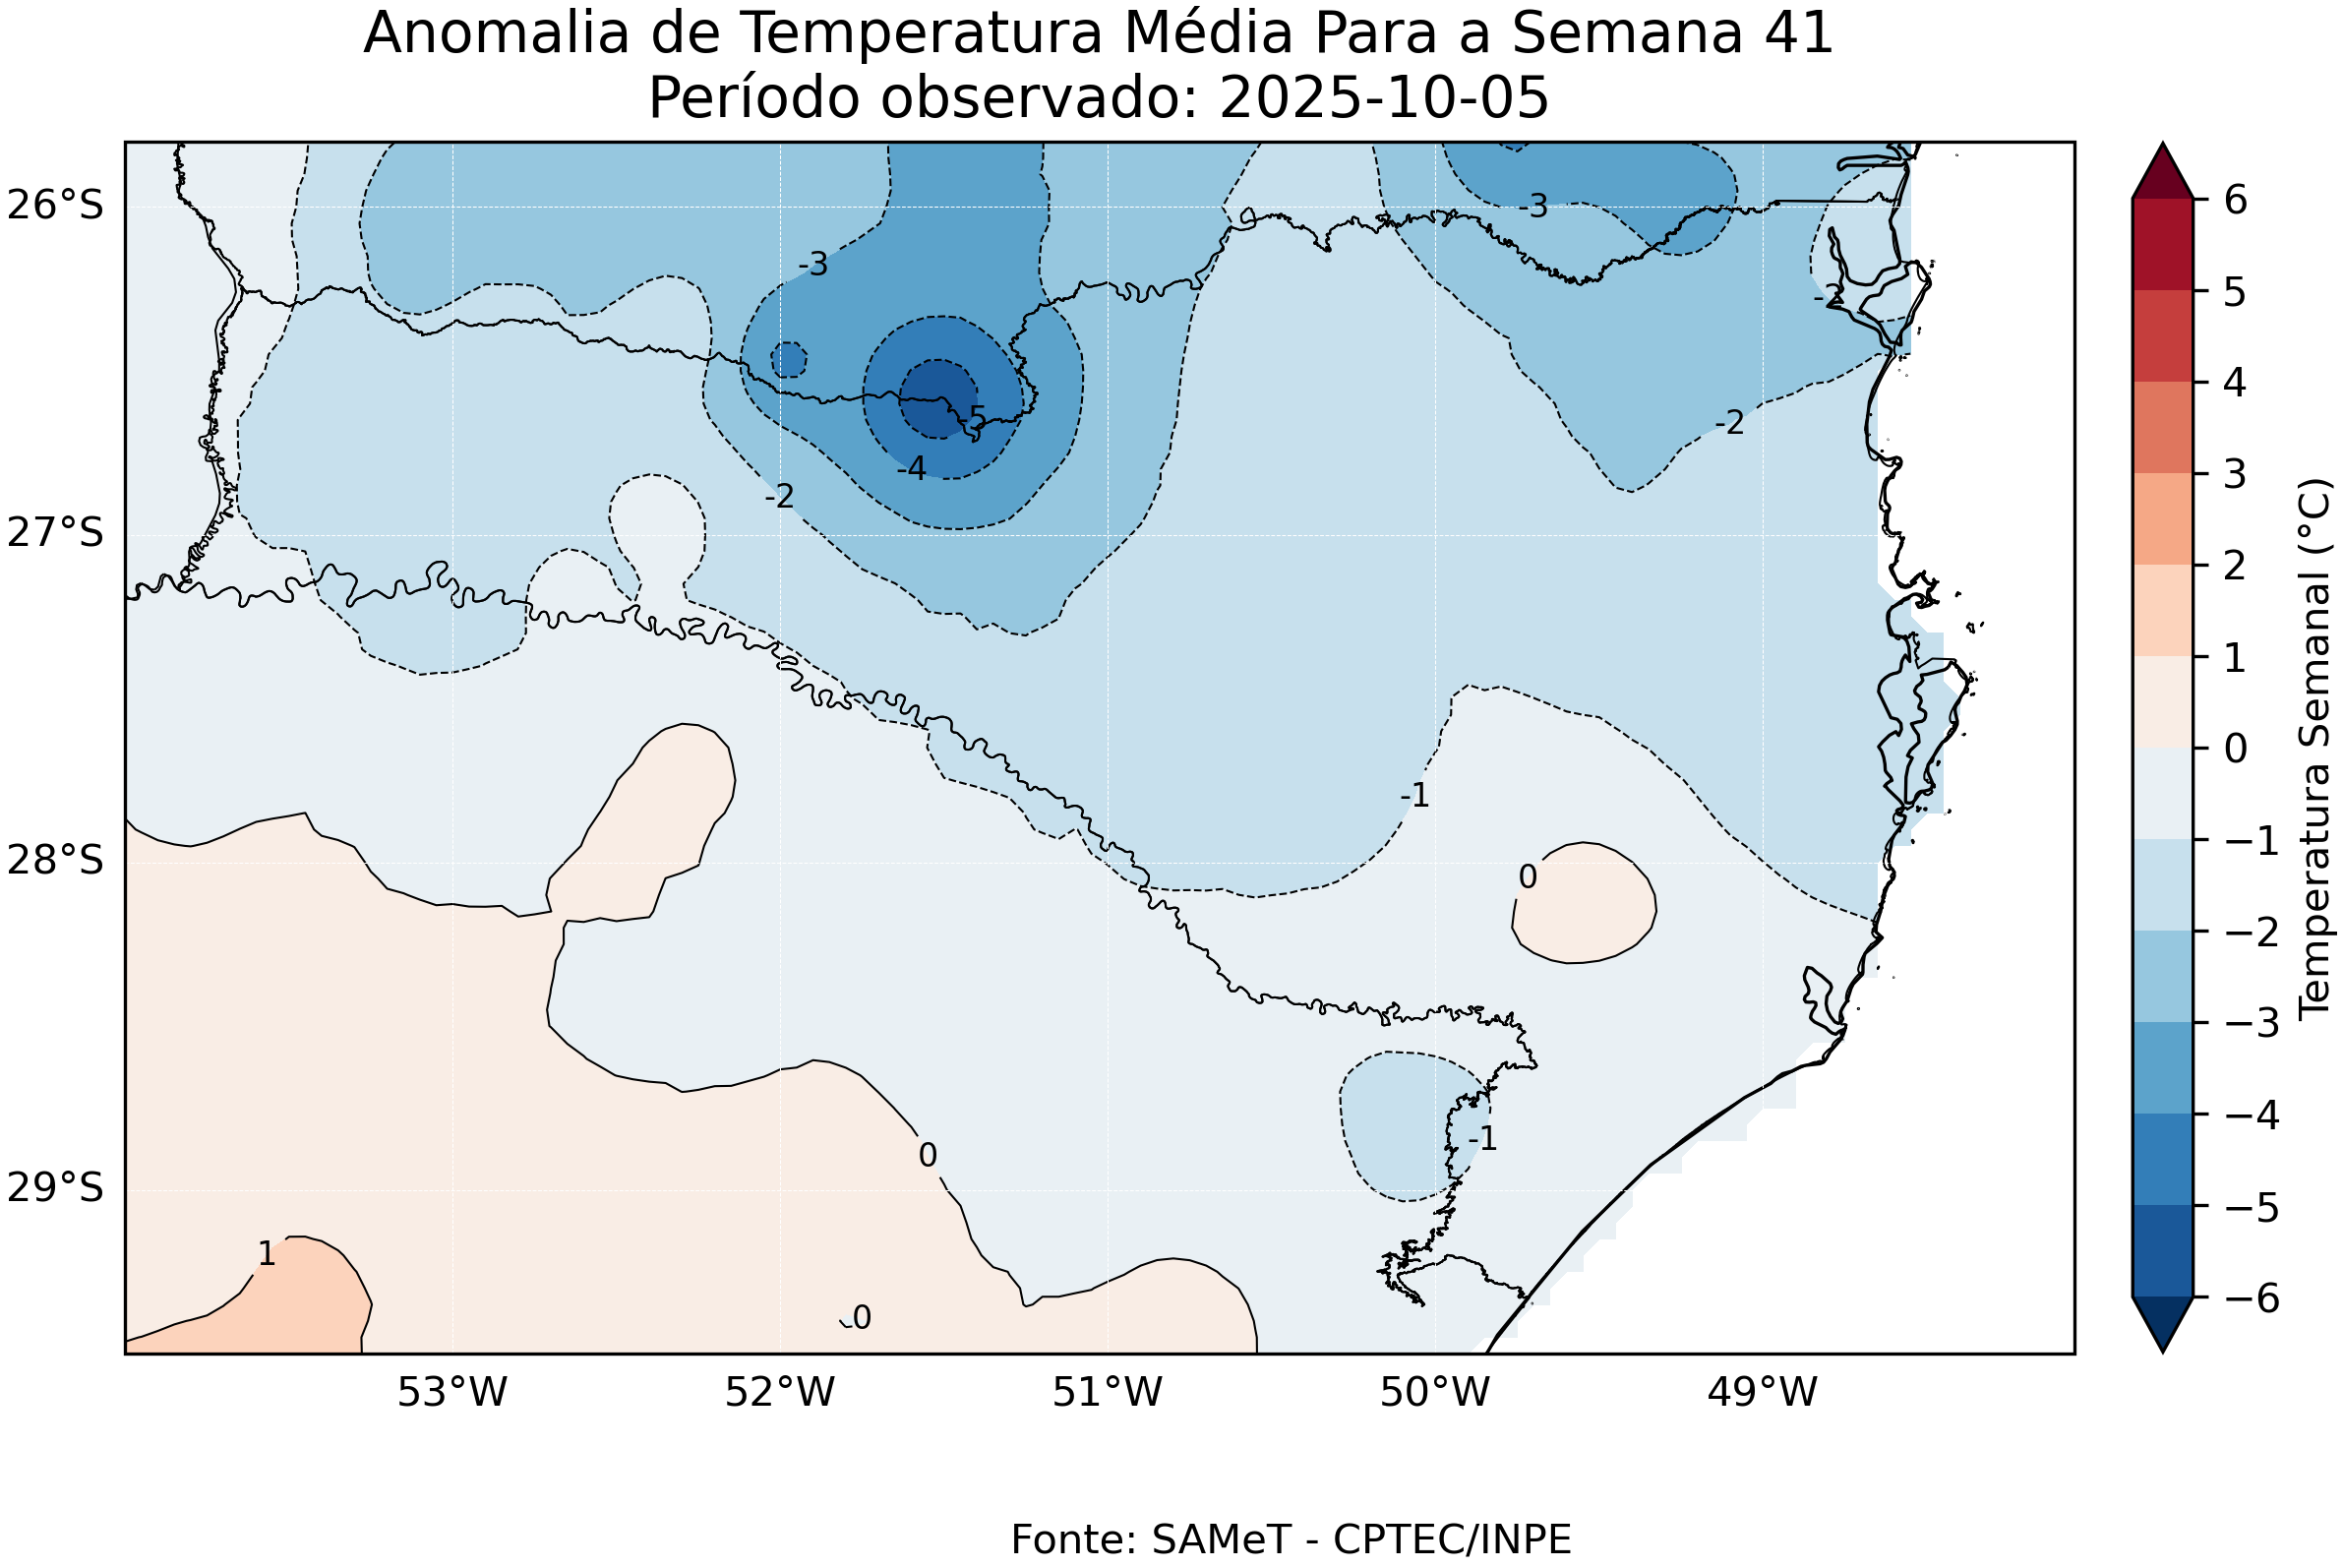 Anomalia de Temperatura Média Para a Semana 41
Período observado: 2025-10-05
26°S
27°S
28°S
29°S
53°W
52°W
51°W
50°W
49°W
-3
-3
-2
-5
-4
-2
-2
-1
0
-1
0
1
0
6
5
4
3
2
1
0
−1
−2
−3
−4
−5
−6
Temperatura Semanal (°C)
Fonte: SAMeT - CPTEC/INPE